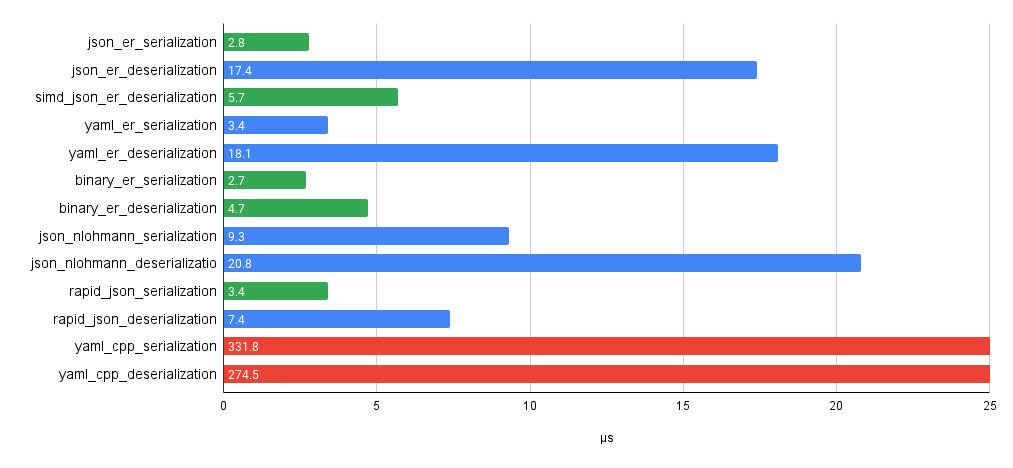 json_er_serialization 2.8
json_er_deserialization 17.4
simd_json_er_deserialization 5.7
yaml_er_serialization 3.4
yaml_er_deserialization 18.1
binary_er_serialization 2.7
binary_er_deserialization 4.7
json_nlohmann_serialization 9.3
json_nlohmann_deserializatio 20.8
rapid_json_serialization 3.4
rapid_json_deserialization 7.4
yaml_cpp_serialization 331.8
yaml_cpp_deserialization 274.5
0 5 10 15 20 25
µs